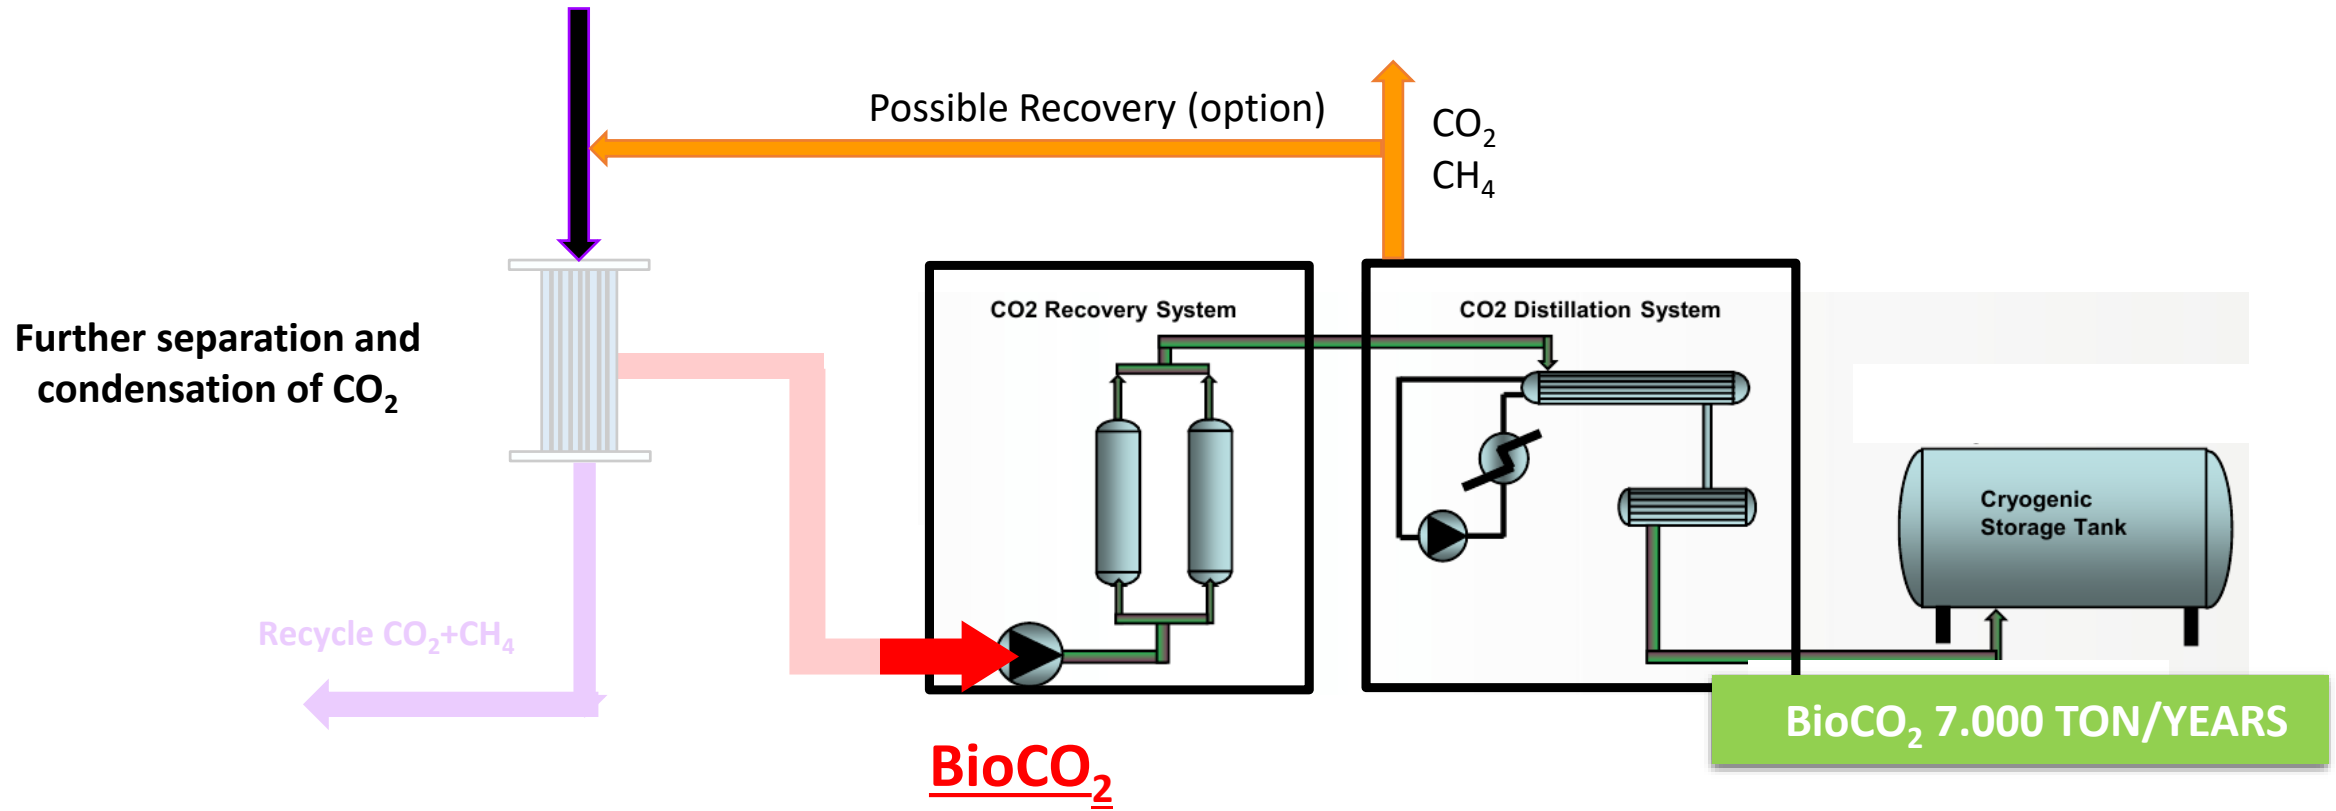 Possible Recovery (option)
CO2
CH4
CO2 Recovery System
CO2 Distillation System
Further separation and
condensation of CO2
Cryogenic
Storage Tank
Recycle CO2+CH4
BioCO2 7.000 TON/YEARS
BioCO2